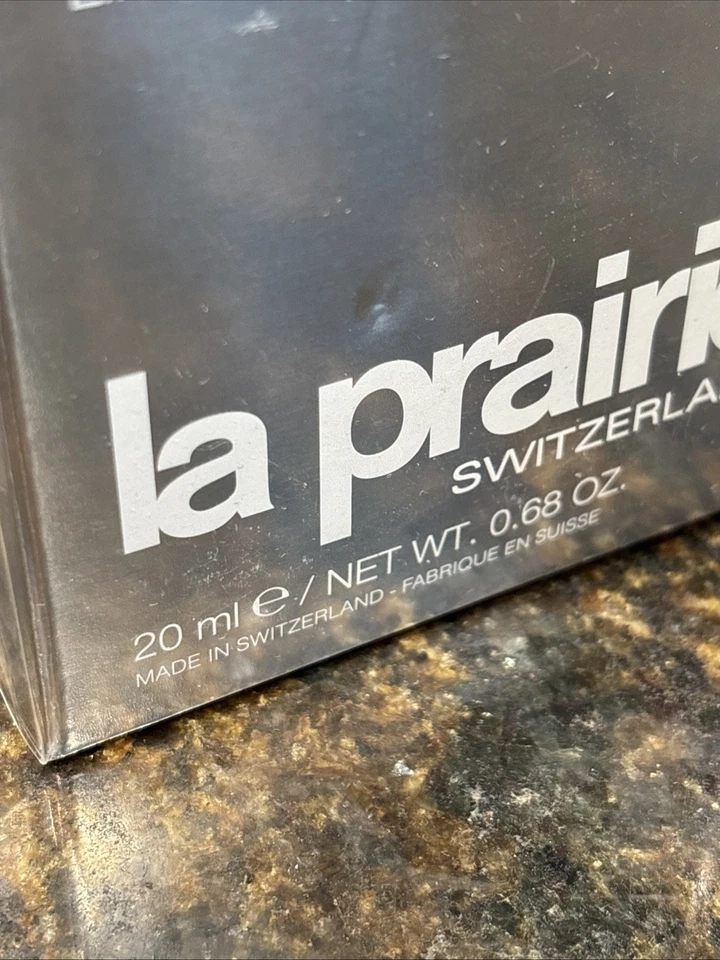 la prairi
SWITZERLA
20 ml e / NET WT. 0.68 OZ.
MADE IN SWITZERLAND - FABRIQUE EN SUISSE